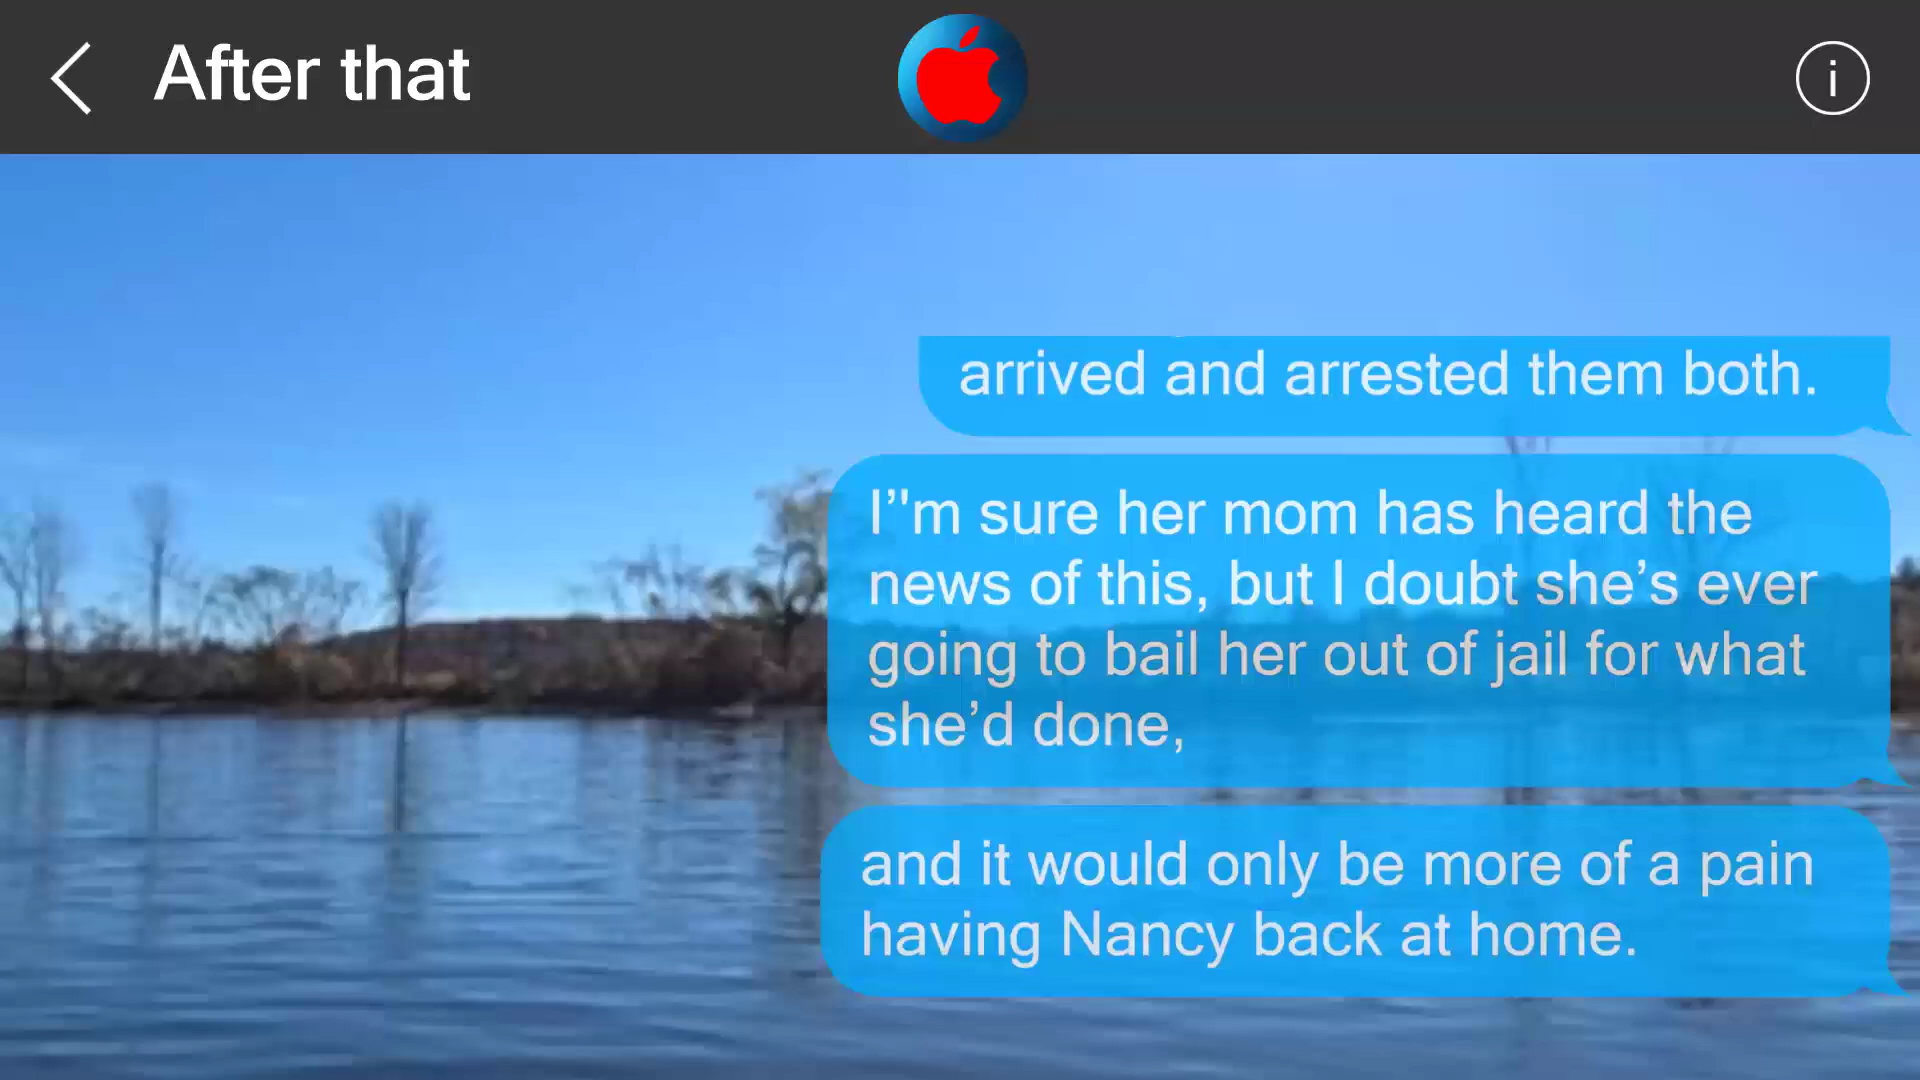 After that
i
arrived and arrested them both.
I’'m sure her mom has heard the
news of this, but I doubt she’s ever
going to bail her out of jail for what
she’d done,
and it would only be more of a pain
having Nancy back at home.